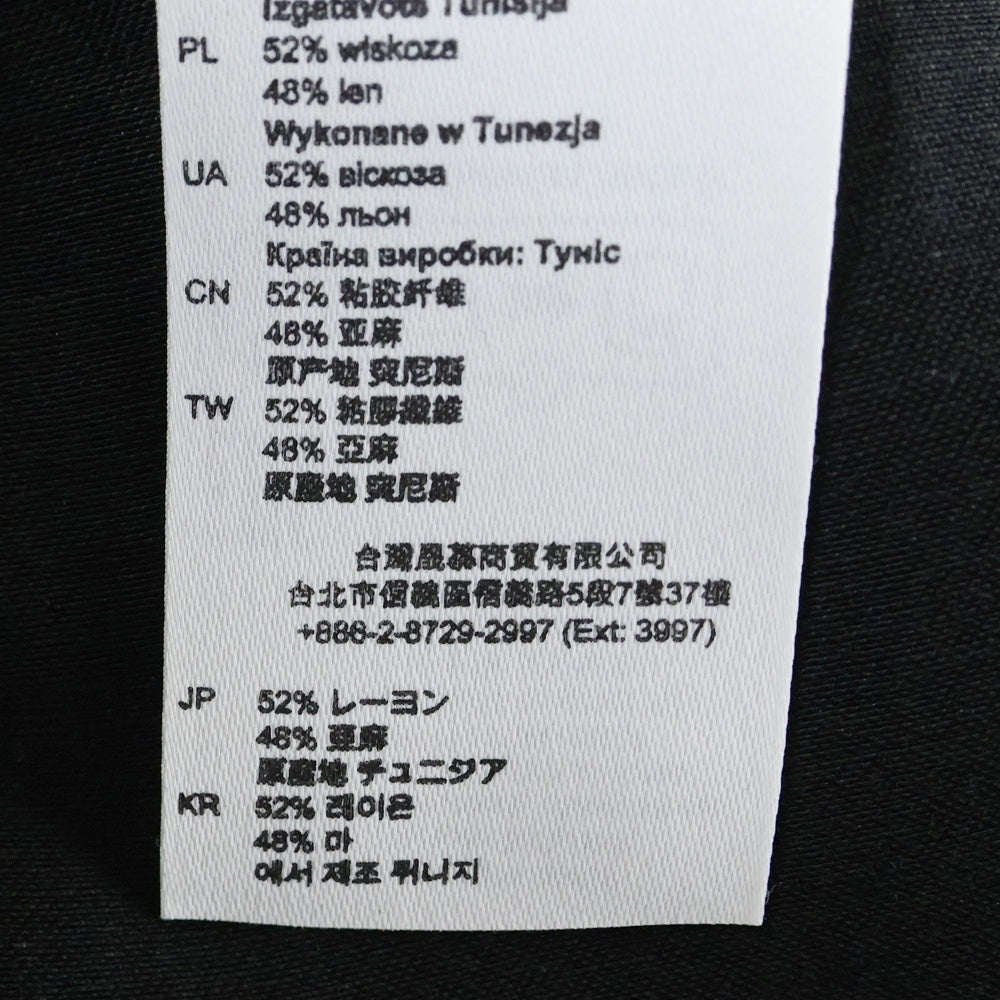 Izgatavots Tunisijā
PL 52% wiskoza
48% len
Wykonane w Tunezja
UA 52% віскоза
48% льон
Країна виробки: Туніс
CN 52% 粘胶纤维
48% 亚麻
原产地 突尼斯
TW 52% 粘膠纖維
48% 亞麻
原產地 突尼斯
台灣晟慕商貿有限公司
台北市信義區信義路5段7號37樓
+886-2-8729-2997 (Ext: 3997)
JP 52% レーヨン
48% 亜麻
原産地 チュニジア
KR 52% 레이온
48% 마
에서 제조 튀니지